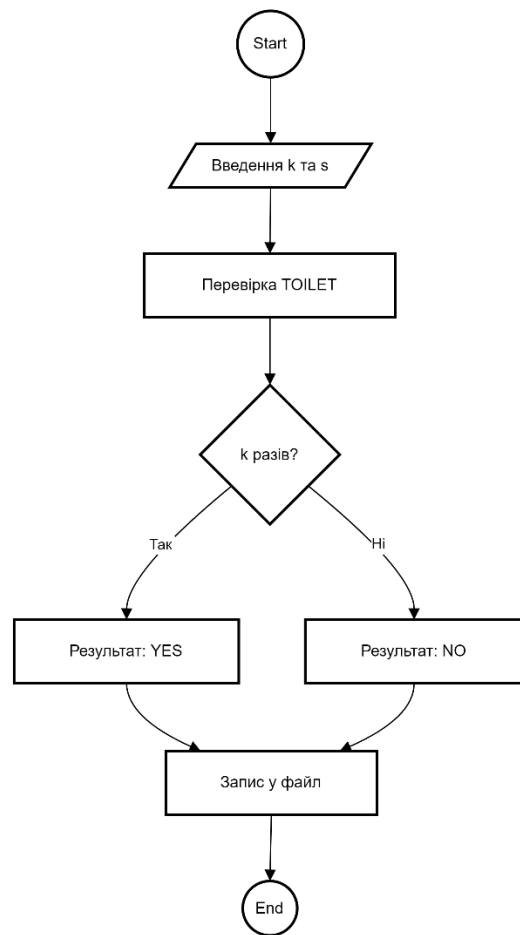 Start
Введення k та s
Перевірка TOILET
k разів?
Так
Ні
Результат: YES
Результат: NO
Запис у файл
End